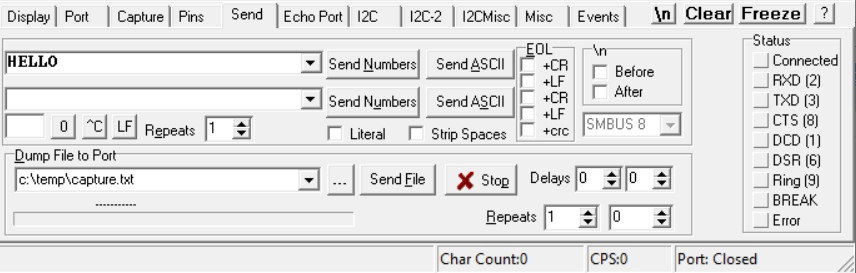 Display Port Capture Pins Send Echo Port I2C I2C-2 I2CMisc Misc Events \n Clear Freeze ?
HELLO Send Numbers Send ASCII
EOL
+CR
+LF
+CR
+LF
+crc
\n
Before
After
Send Numbers Send ASCII
SMBUS 8
0 ^C LF Repeats 1 Literal Strip Spaces
Dump File to Port
c:\temp\capture.txt ... Send File Stop Delays 0 0
-----------
Repeats 1 0
Status
Connected
RXD (2)
TXD (3)
CTS (8)
DCD (1)
DSR (6)
Ring (9)
BREAK
Error
Char Count:0 CPS:0 Port: Closed